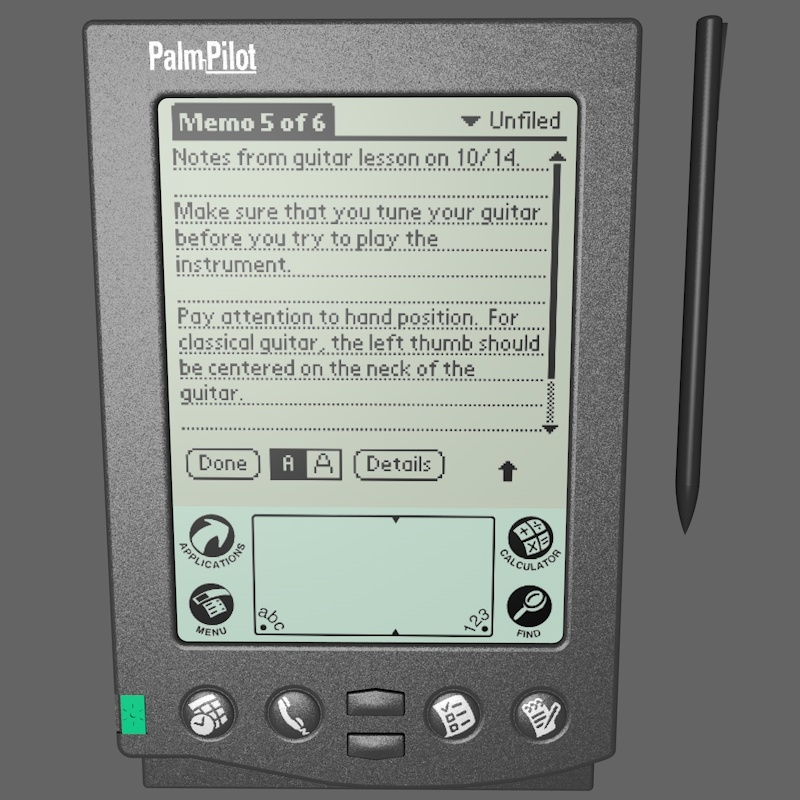 PalmPilot
Memo 5 of 6
Unfiled
Notes from guitar lesson on 10/14.
Make sure that you tune your guitar
before you try to play the
instrument.
Pay attention to hand position. For
classical guitar, the left thumb should
be centered on the neck of the
guitar.
Done
A A
Details
APPLICATIONS
CALCULATOR
abc
123
MENU
FIND